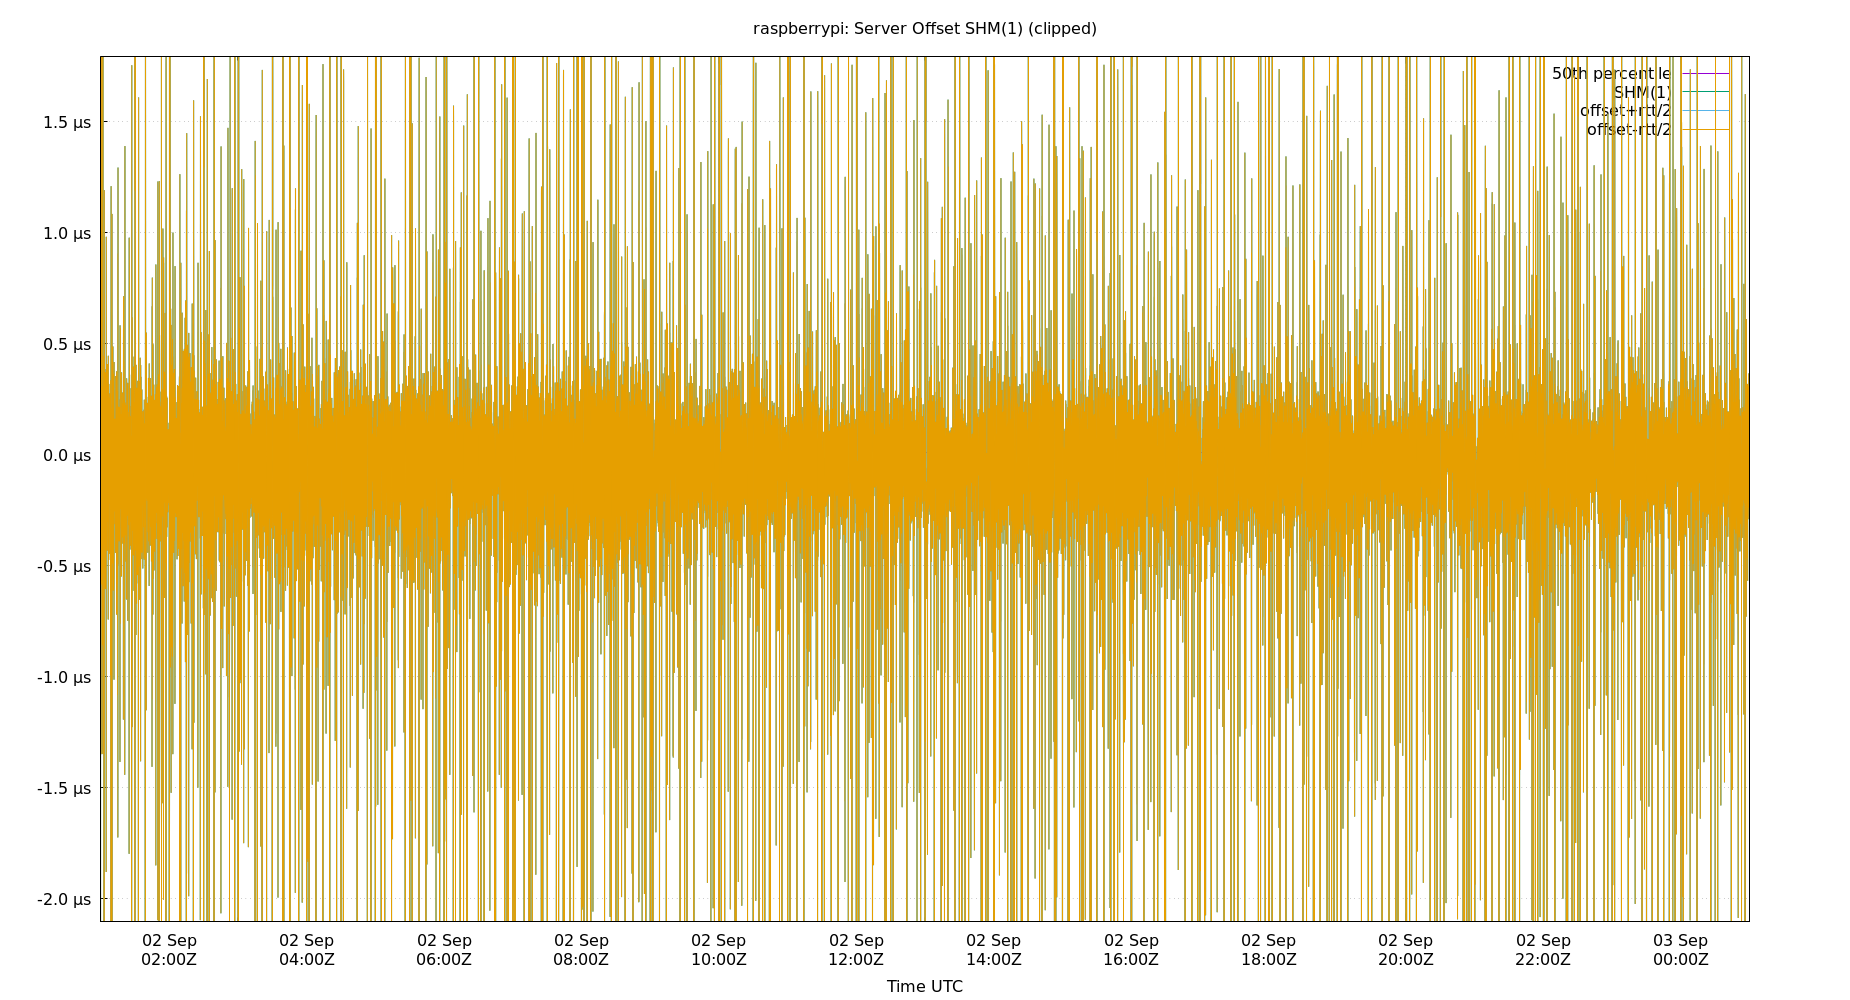 raspberrypi: Server Offset SHM(1) (clipped)
50th percentile
SHM(1)
offset+rtt/2
offset-rtt/2
1.5 µs
1.0 µs
0.5 µs
0.0 µs
-0.5 µs
-1.0 µs
-1.5 µs
-2.0 µs
02 Sep 02 Sep 02 Sep 02 Sep 02 Sep 02 Sep 02 Sep 02 Sep 02 Sep 02 Sep 02 Sep 03 Sep
02:00Z 04:00Z 06:00Z 08:00Z 10:00Z 12:00Z 14:00Z 16:00Z 18:00Z 20:00Z 22:00Z 00:00Z
Time UTC